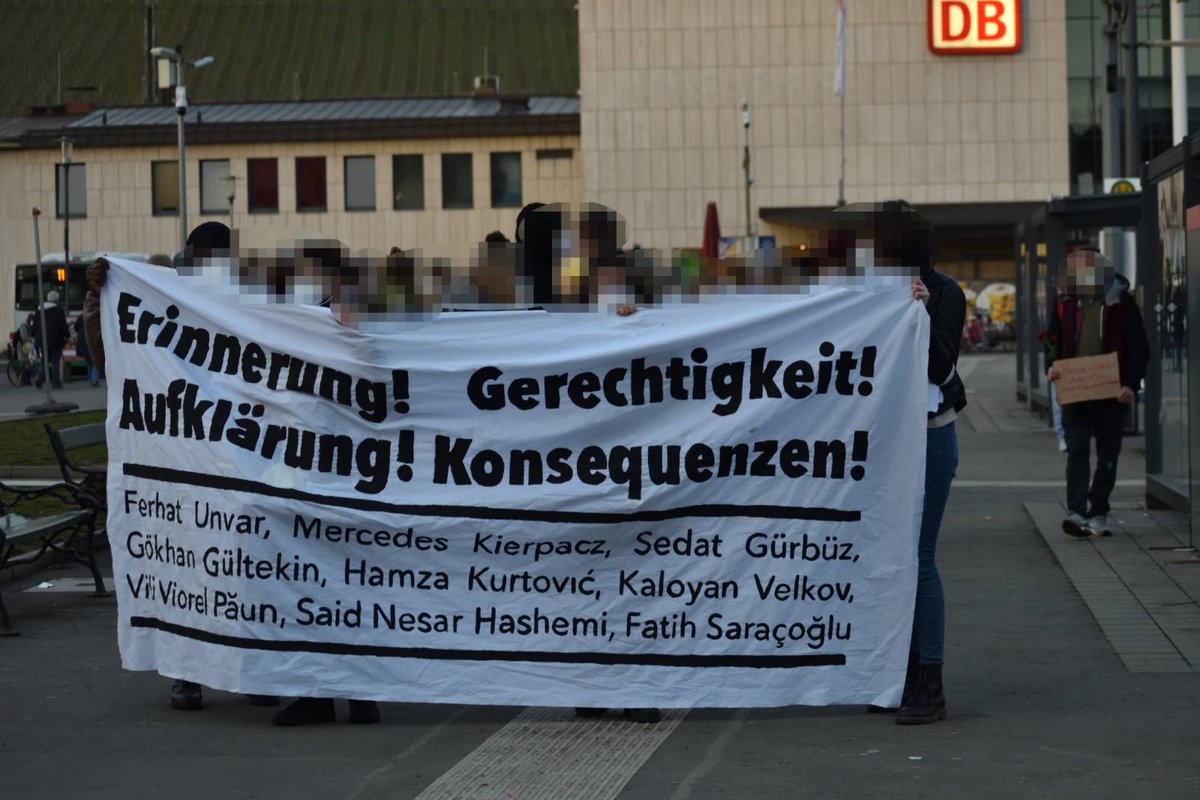 DB
Erinnerung! Gerechtigkeit!
Aufklärung! Konsequenzen!
Ferhat Unvar, Mercedes Kierpacz, Sedat Gürbüz,
Gökhan Gültekin, Hamza Kurtović, Kaloyan Velkov,
Vili Viorel Păun, Said Nesar Hashemi, Fatih Saraçoğlu